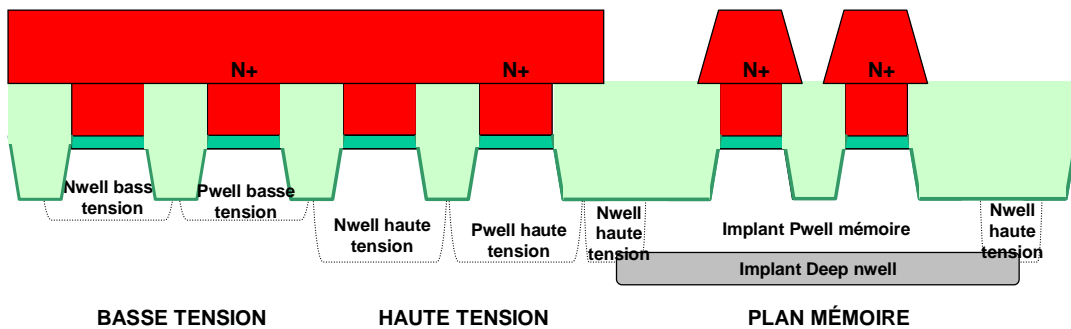 N+
N+
N+
N+
Nwell bass
tension
Pwell basse
tension
Nwell haute
tension
Pwell haute
tension
Nwell
haute
tension
Implant Pwell mémoire
Nwell
haute
tension
Implant Deep nwell
BASSE TENSION
HAUTE TENSION
PLAN MÉMOIRE